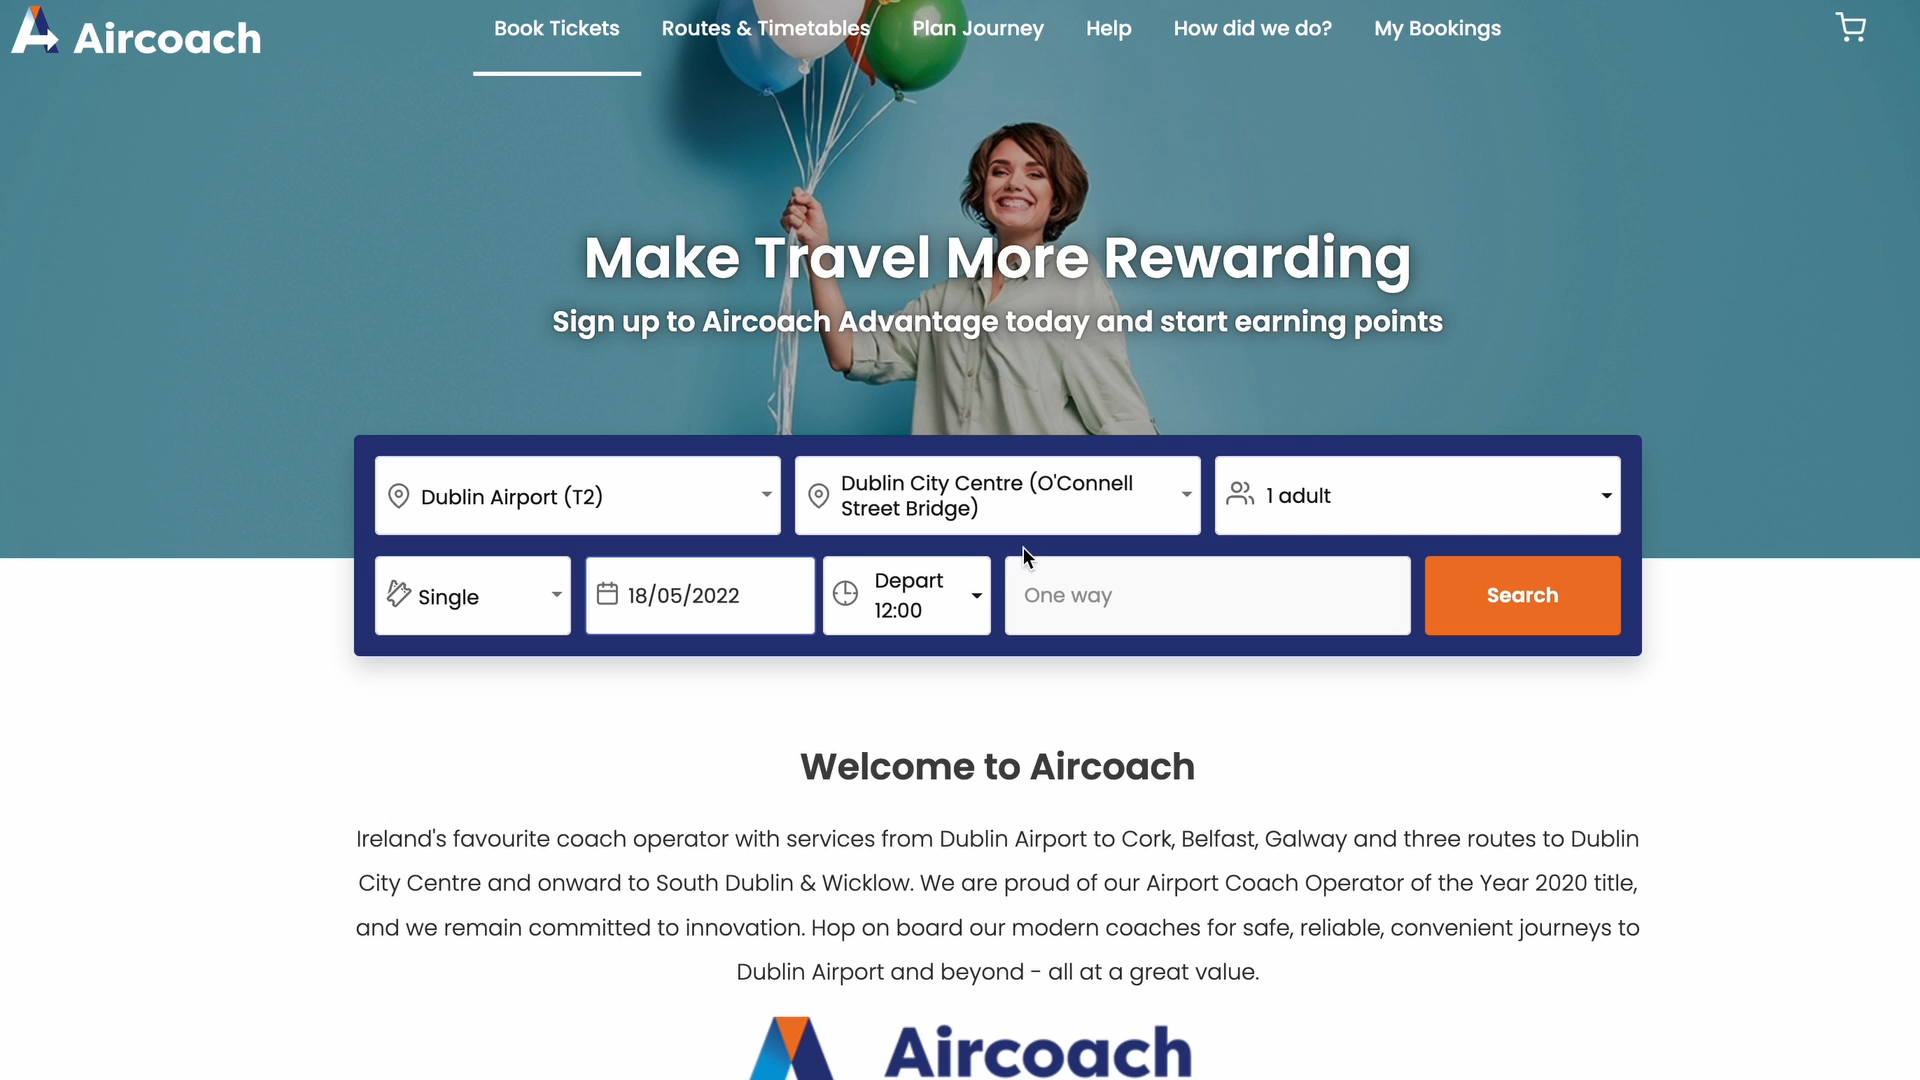 Aircoach
Book Tickets
Routes & Timetables
Plan Journey
Help
How did we do?
My Bookings
Make Travel More Rewarding
Sign up to Aircoach Advantage today and start earning points
Dublin Airport (T2)
Dublin City Centre (O'Connell
Street Bridge)
1 adult
Single
18/05/2022
Depart
12:00
One way
Search
Welcome to Aircoach
Ireland's favourite coach operator with services from Dublin Airport to Cork, Belfast, Galway and three routes to Dublin
City Centre and onward to South Dublin & Wicklow. We are proud of our Airport Coach Operator of the Year 2020 title,
and we remain committed to innovation. Hop on board our modern coaches for safe, reliable, convenient journeys to
Dublin Airport and beyond - all at a great value.
Aircoach